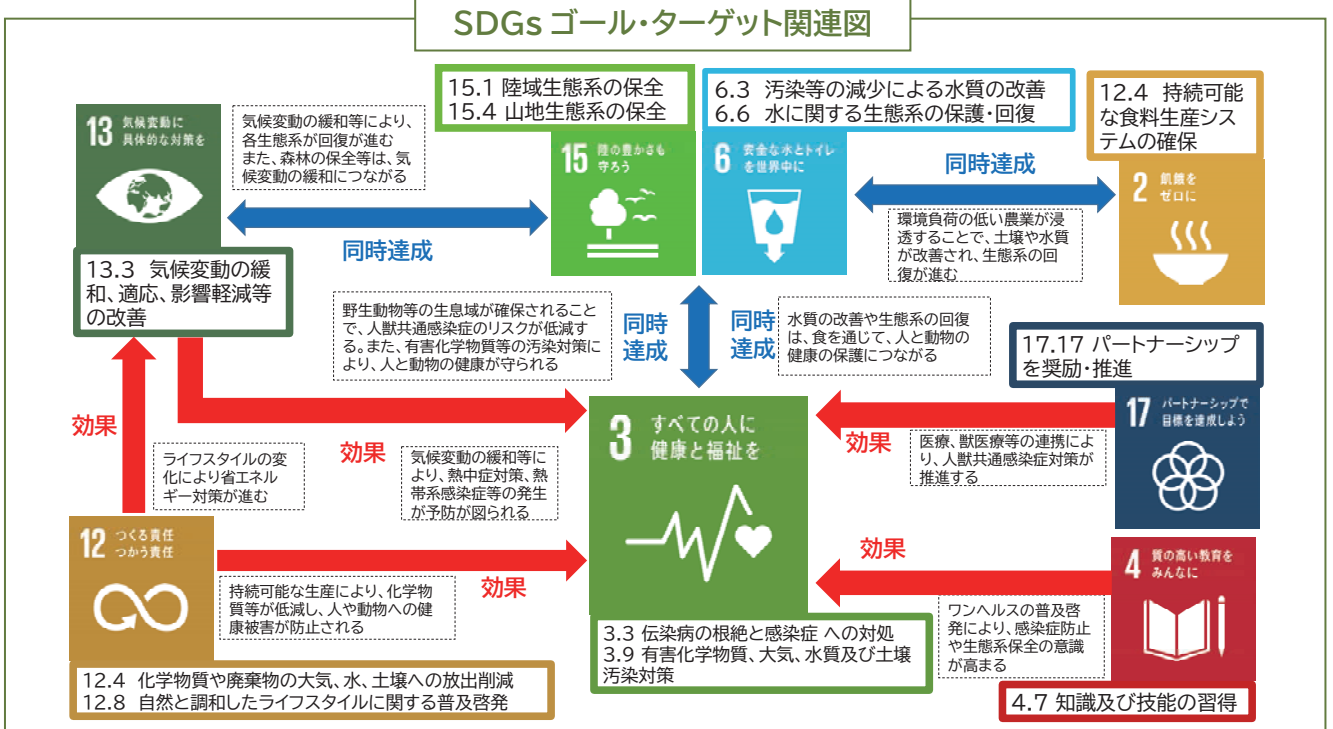 SDGs ゴール・ターゲット関連図
15.1 陸域生態系の保全
15.4 山地生態系の保全
6.3 汚染等の減少による水質の改善
6.6 水に関する生態系の保護・回復
12.4 持続可能
な食料生産シス
テムの確保
13 気候変動に
具体的な対策を
気候変動の緩和等により、
各生態系が回復が進む
また、森林の保全等は、気
候変動の緩和につながる
同時達成
15 陸の豊かさも
守ろう
6 安全な水とトイレ
を世界中に
同時達成
環境負荷の低い農業が浸
透することで、土壌や水質
が改善され、生態系の回
復が進む
2 飢餓を
ゼロに
13.3 気候変動の緩
和、適応、影響軽減等
の改善
野生動物等の生息域が確保されること
で、人獣共通感染症のリスクが低減す
る。また、有害化学物質等の汚染対策に
より、人と動物の健康が守られる
同時
達成
同時
達成
水質の改善や生態系の回復
は、食を通じて、人と動物の
健康の保護につながる
17.17 パートナーシップ
を奨励・推進
17 パートナーシップで
目標を達成しよう
効果
ライフスタイルの変
化により省エネル
ギー対策が進む
効果
気候変動の緩和等に
より、熱中症対策、熱
帯系感染症等の発生
が予防が図られる
3 すべての人に
健康と福祉を
効果
医療、獣医療等の連携によ
り、人獣共通感染症対策が
推進する
12 つくる責任
つかう責任
持続可能な生産により、化学物
質等が低減し、人や動物への健
康被害が防止される
効果
効果
ワンヘルスの普及啓
発により、感染症防止
や生態系保全の意識
が高まる
4 質の高い教育を
みんなに
3.3 伝染病の根絶と感染症 への対処
3.9 有害化学物質、大気、水質及び土壌
汚染対策
12.4 化学物質や廃棄物の大気、水、土壌への放出削減
12.8 自然と調和したライフスタイルに関する普及啓発
4.7 知識及び技能の習得